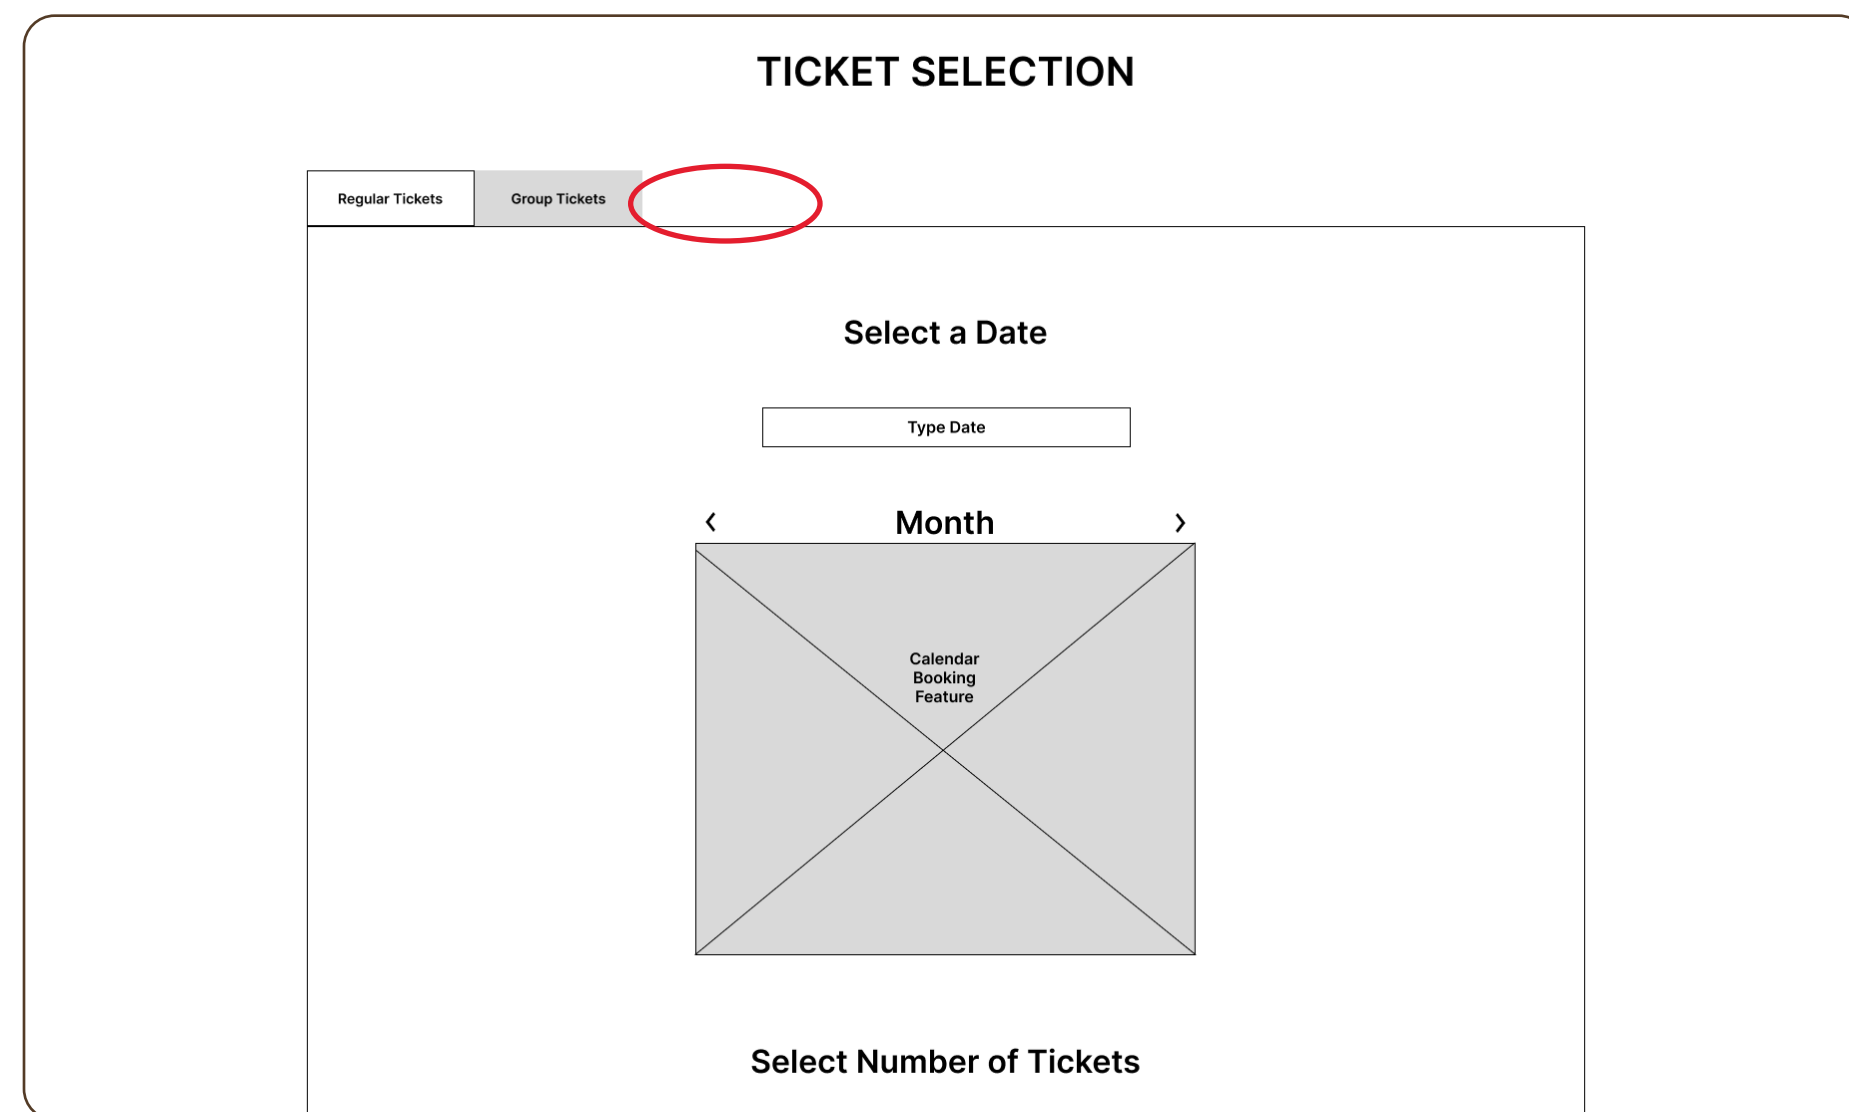 TICKET SELECTION
Regular Tickets
Group Tickets
Select a Date
Type Date
Month
Calendar
Booking
Feature
Select Number of Tickets